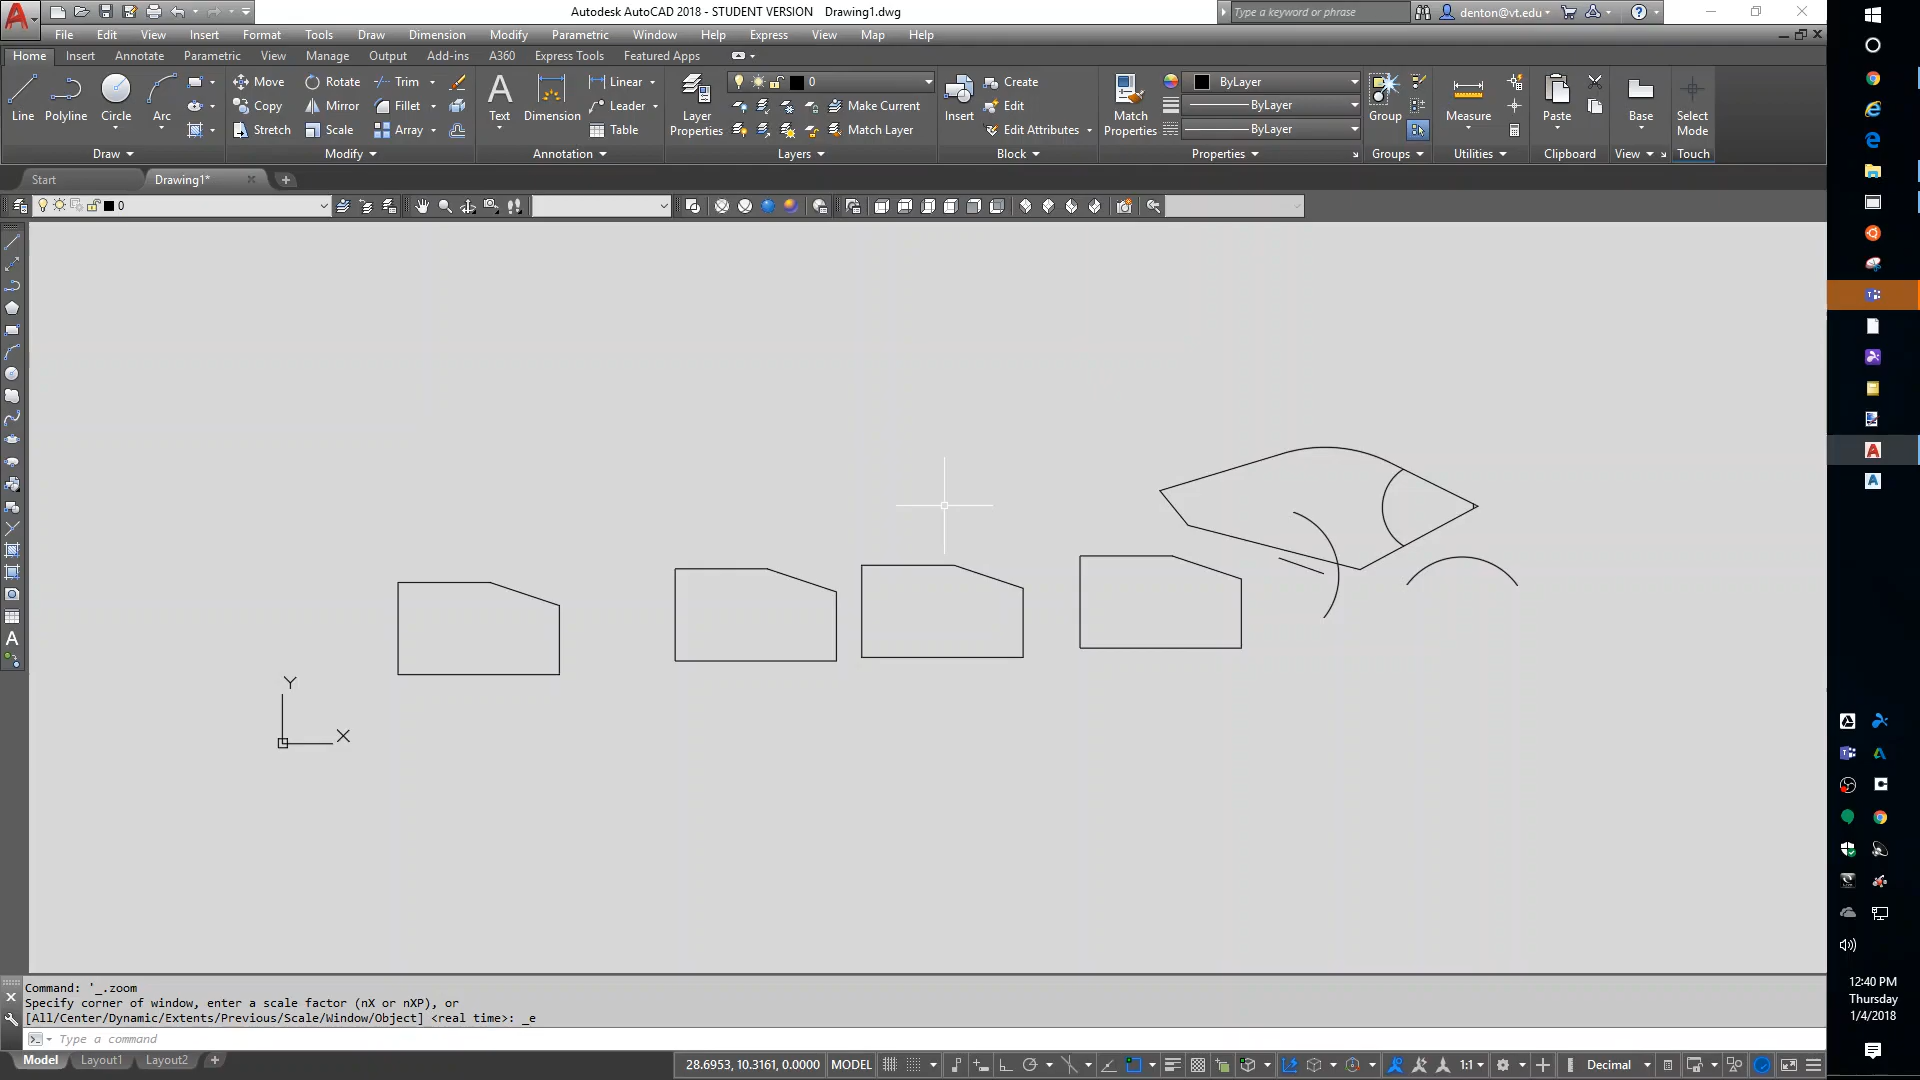 Autodesk AutoCAD 2018 - STUDENT VERSION Drawing1.dwg
Type a keyword or phrase
denton@vt.edu
File Edit View Insert Format Tools Draw Dimension Modify Parametric Window Help Express View Map Help
Home Insert Annotate Parametric View Manage Output Add-ins A360 Express Tools Featured Apps
Line
Polyline
Circle
Arc
Move
Copy
Stretch
Rotate
Mirror
Scale
Trim
Fillet
Array
Text
Dimension
Linear
Leader
Table
Layer
Properties
0
Make Current
Match Layer
Insert
Create
Edit
Edit Attributes
Match
Properties
ByLayer
ByLayer
ByLayer
Group
Measure
Paste
Base
Select
Mode
Draw Modify Annotation Layers Block Properties Groups Utilities Clipboard View Touch
Start Drawing1*
0
Y
X
Command: '_.zoom
Specify corner of window, enter a scale factor (nX or nXP), or
[All/Center/Dynamic/Extents/Previous/Scale/Window/Object] <real time>: _e
Type a command
Model Layout1 Layout2
28.6953, 10.3161, 0.0000 MODEL 1:1 Decimal
12:40 PM
Thursday
1/4/2018